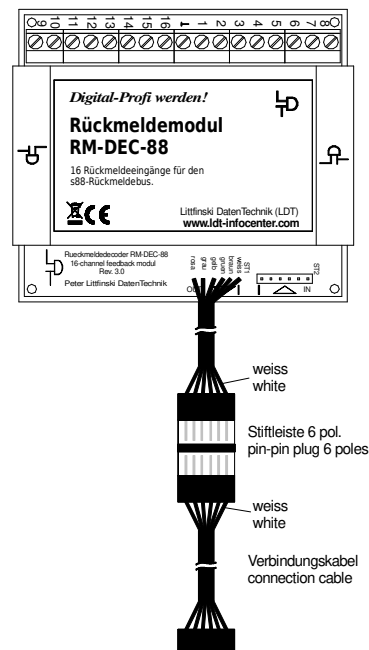 9 10 11 12 13 14 15 16 ⊥ 1 2 3 4 5 6 7 8
Digital-Profi werden!
Rückmeldemodul
RM-DEC-88
16 Rückmeldeeingänge für den
s88-Rückmeldebus.
CE
Littfinski DatenTechnik (LDT)
www.ldt-infocenter.com
Rueckmeldedecoder RM-DEC-88
16-channel feedback modul
Rev. 3.0
Peter Littfinski DatenTechnik
rosa
grau
gelb
gruen
braun
weiss
ST1
ST2
IN
weiss
white
Stiftleiste 6 pol.
pin-pin plug 6 poles
weiss
white
Verbindungskabel
connection cable